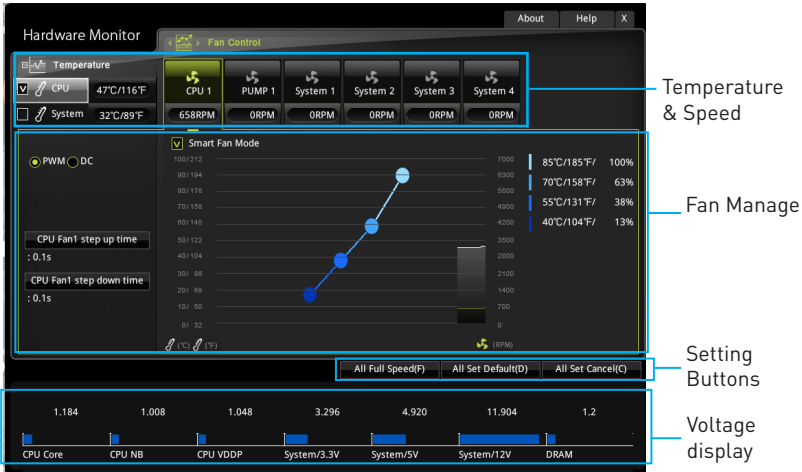 About Help X
Hardware Monitor
Fan Control
Temperature
CPU 47℃/116℉
System 32℃/89℉
CPU 1 PUMP 1 System 1 System 2 System 3 System 4
658RPM 0RPM 0RPM 0RPM 0RPM 0RPM
Temperature
& Speed
V Smart Fan Mode
PWM DC
CPU Fan1 step up time
: 0.1s
CPU Fan1 step down time
: 0.1s
100/212 7000
90/194 6300
80/176 5600
70/158 4900
60/140 4200
50/122 3500
40/104 2800
30/ 86 2100
20/ 68 1400
10/ 50 700
0/ 32 0
(℃) (℉) (RPM)
85℃/185℉/ 100%
70℃/158℉/ 63%
55℃/131℉/ 38%
40℃/104℉/ 13%
Fan Manage
All Full Speed(F) All Set Default(D) All Set Cancel(C)
Setting
Buttons
1.184 1.008 1.048 3.296 4.920 11.904 1.2
CPU Core CPU NB CPU VDDP System/3.3V System/5V System/12V DRAM
Voltage
display